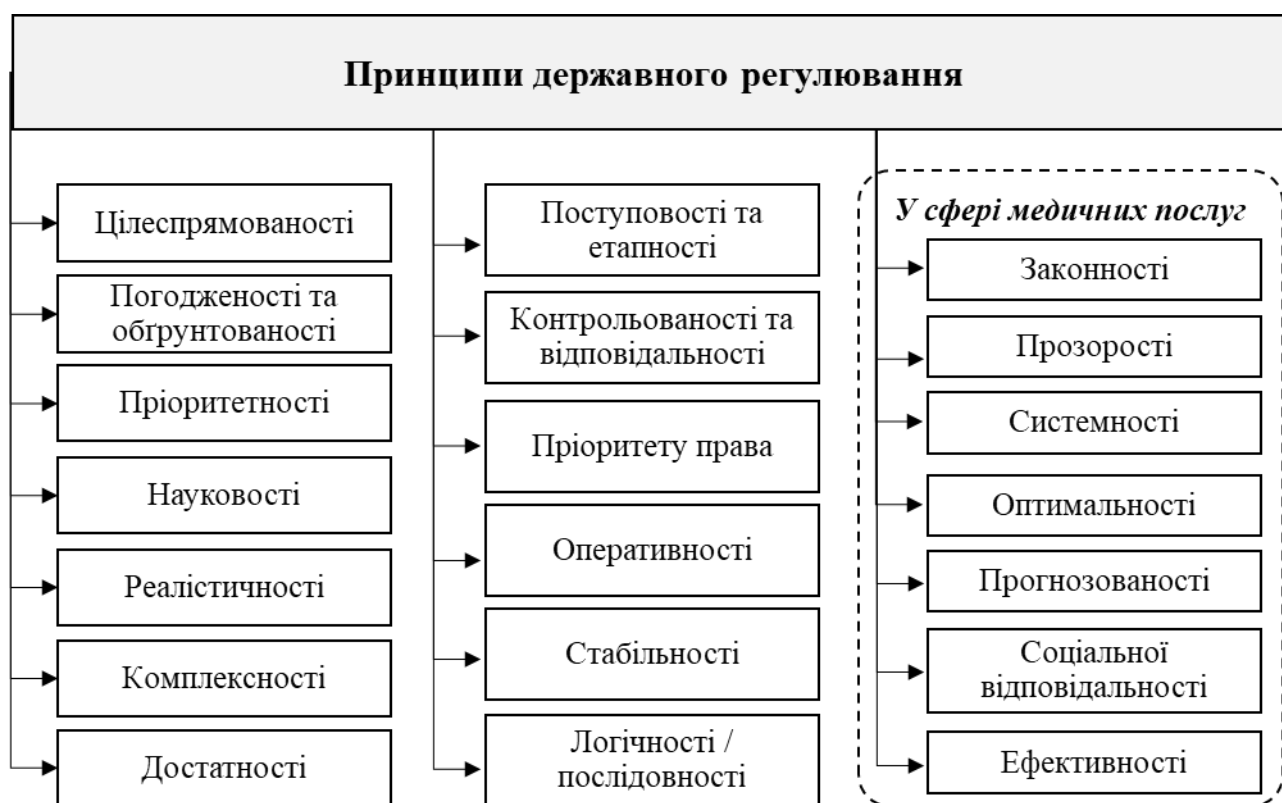 Принципи державного регулювання
Цілеспрямованості
Погодженості та
обґрунтованості
Пріоритетності
Науковості
Реалістичності
Комплексності
Достатності
Поступовості та
етапності
Контрольованості та
відповідальності
Пріоритету права
Оперативності
Стабільності
Логічності /
послідовності
У сфері медичних послуг
Законності
Прозорості
Системності
Оптимальності
Прогнозованості
Соціальної
відповідальності
Ефективності